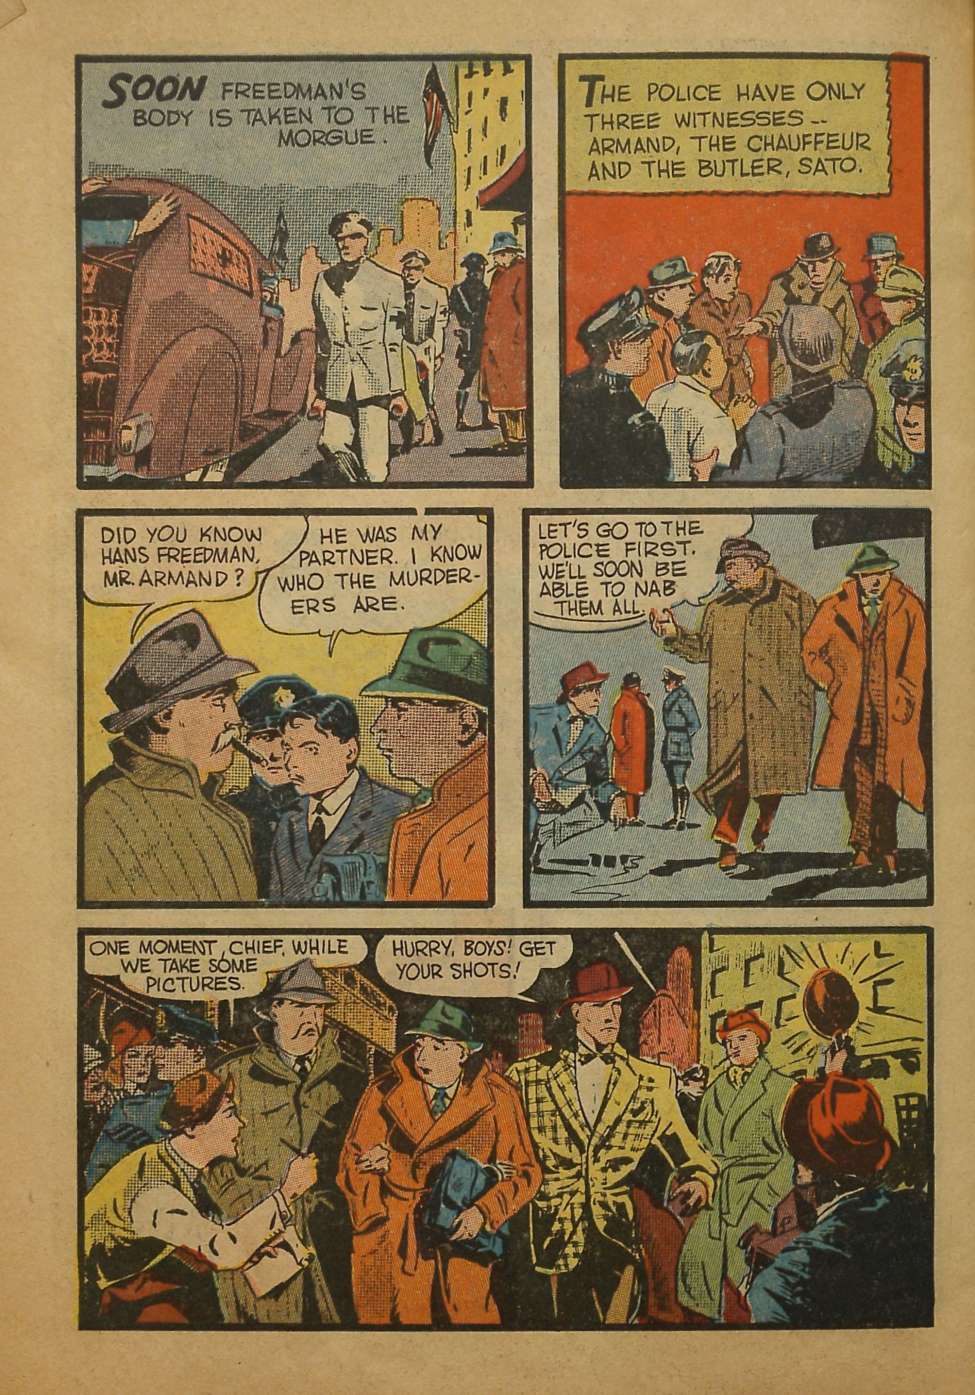 SOON FREEDMAN'S
BODY IS TAKEN TO THE
MORGUE.
THE POLICE HAVE ONLY
THREE WITNESSES--
ARMAND, THE CHAUFFEUR
AND THE BUTLER, SATO.
DID YOU KNOW
HANS FREEDMAN,
MR. ARMAND?
HE WAS MY
PARTNER. I KNOW
WHO THE MURDER-
ERS ARE.
LET'S GO TO THE
POLICE FIRST.
WE'LL SOON BE
ABLE TO NAB
THEM ALL.
ONE MOMENT, CHIEF, WHILE
WE TAKE SOME
PICTURES.
HURRY, BOYS! GET
YOUR SHOTS!